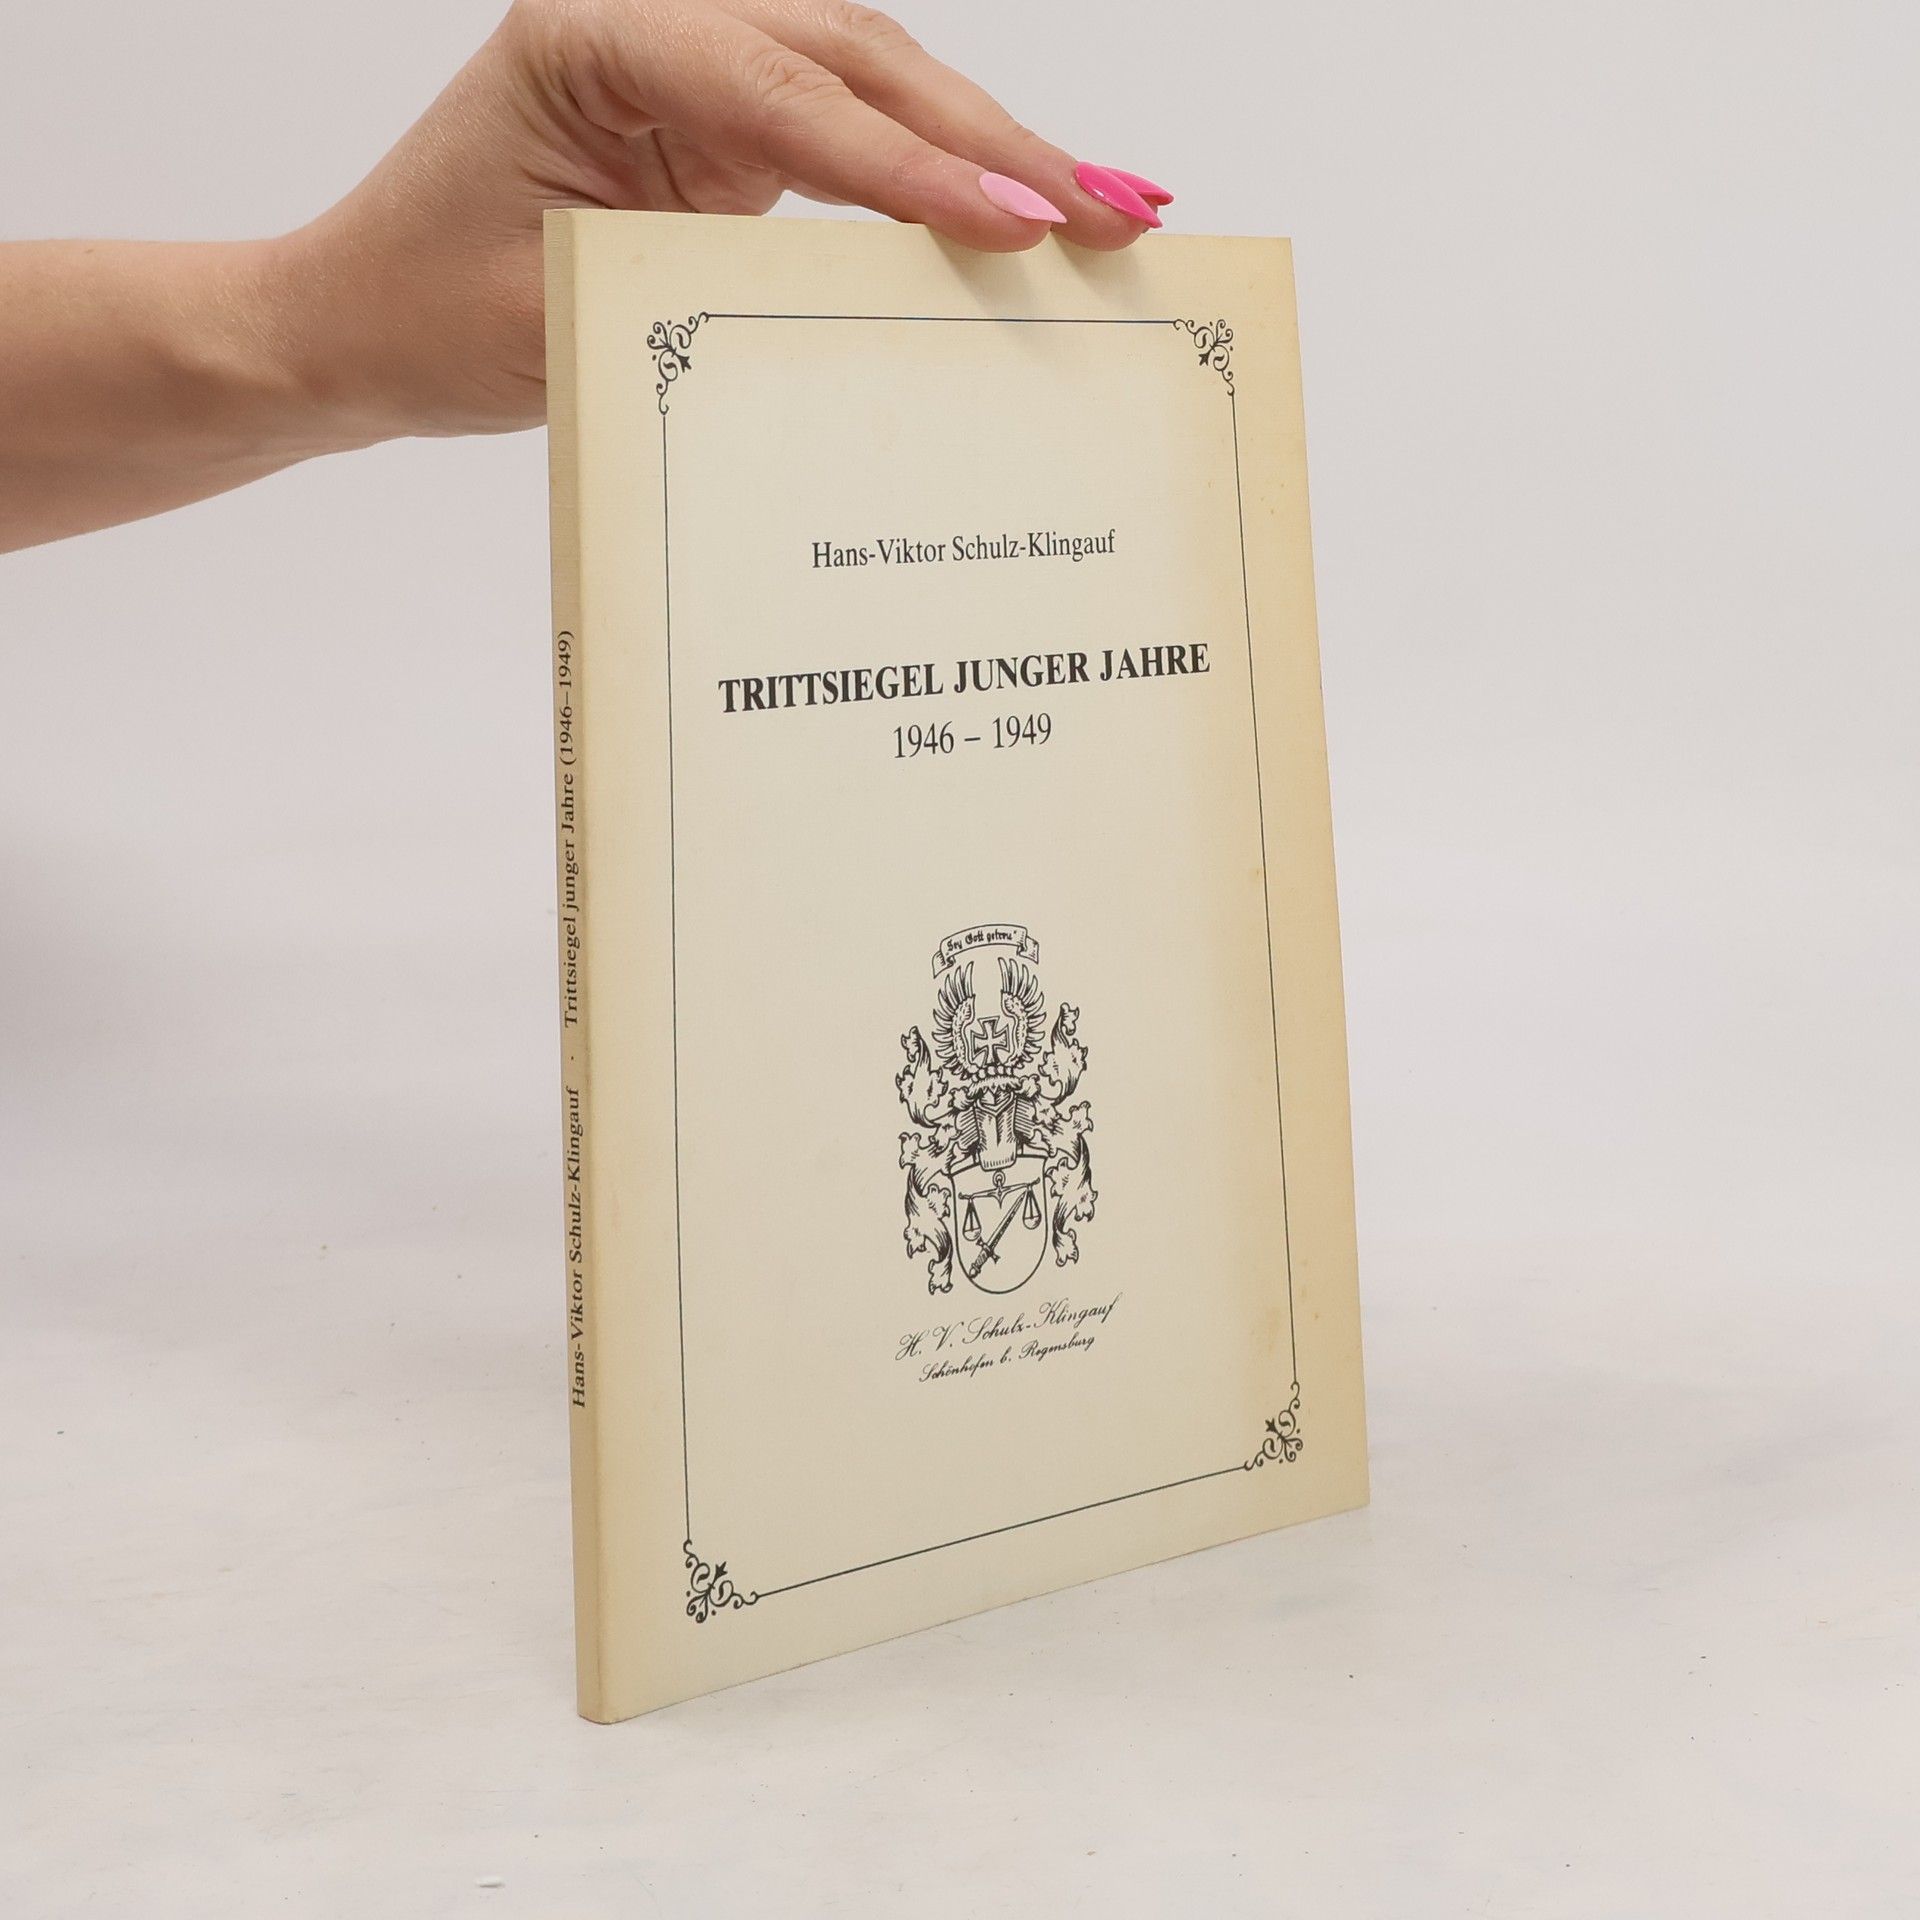 Hans-Viktor Schulz-Klingauf
TRITTSIEGEL JUNGER JAHRE
1946 – 1949
"Sey Gott getreu"
H. V. Schulz-Klingauf
Schönhofen b. Regensburg
Hans-Viktor Schulz-Klingauf · Trittsiegel junger Jahre (1946–1949)